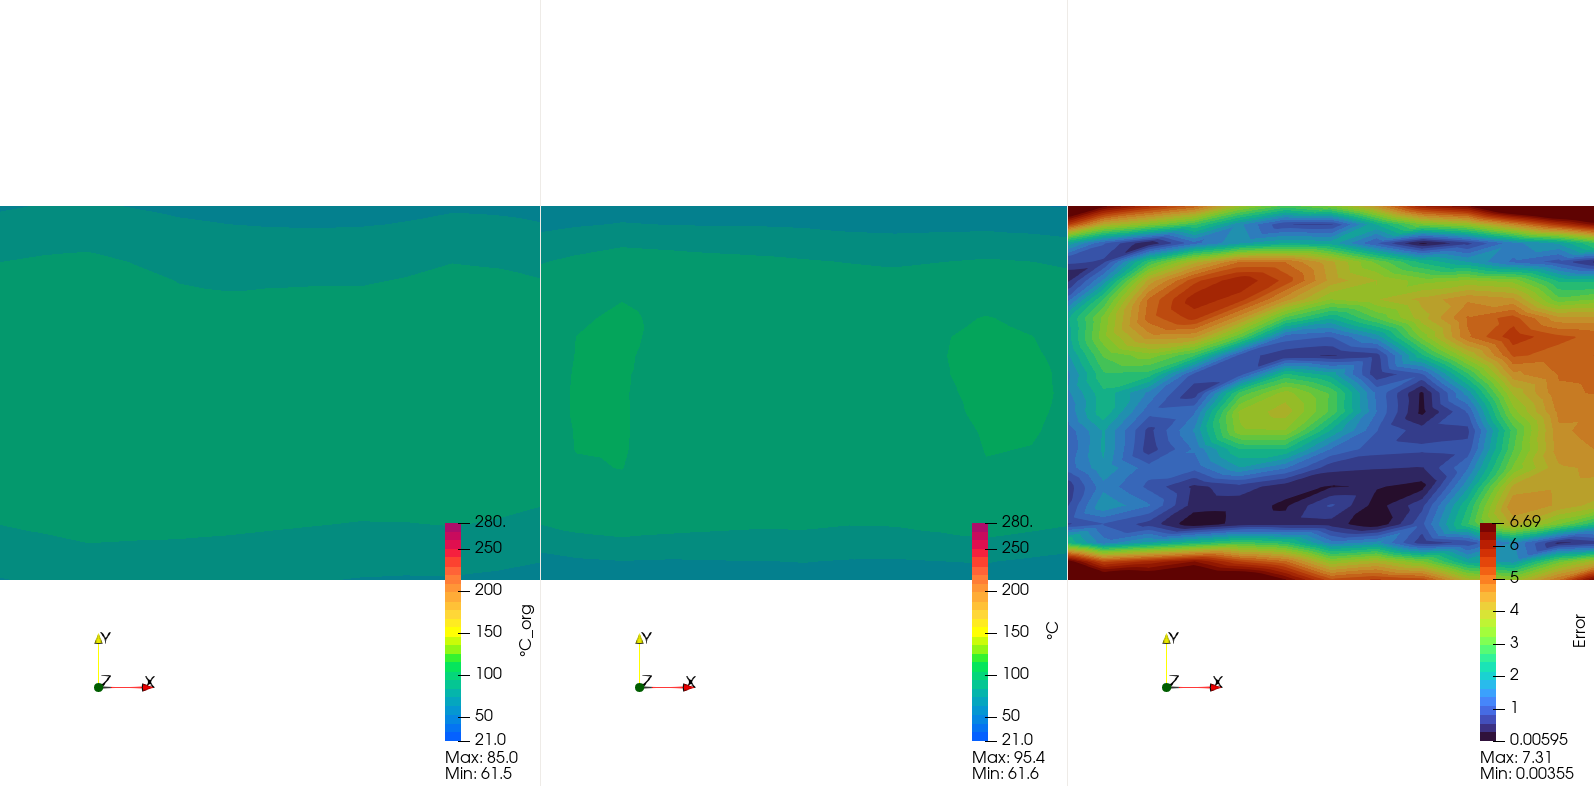 280.
250
200
150
100
50
21.0
°C_org
Max: 85.0
Min: 61.5
Y
Z
X
280.
250
200
150
100
50
21.0
°C
Max: 95.4
Min: 61.6
Y
Z
X
6.69
6
5
4
3
2
1
0.00595
Error
Max: 7.31
Min: 0.00355
Y
Z
X